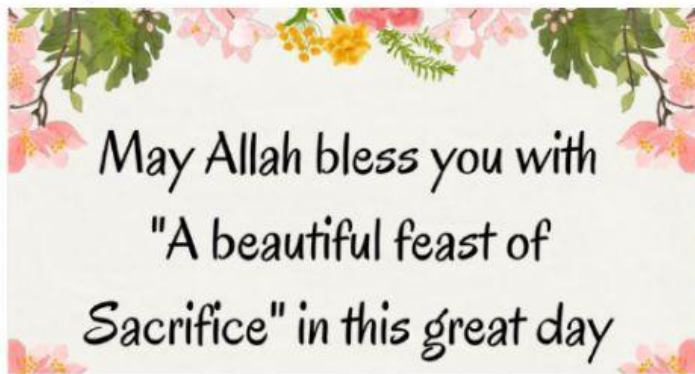 May Allah bless you with
"A beautiful feast of
Sacrifice" in this great day